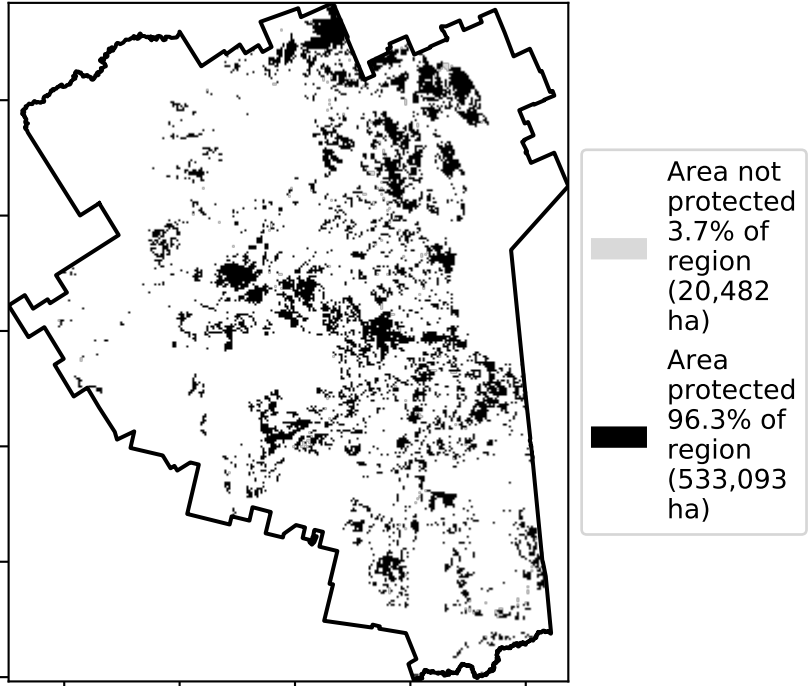 Area not
protected
3.7% of
region
(20,482
ha)
Area
protected
96.3% of
region
(533,093
ha)